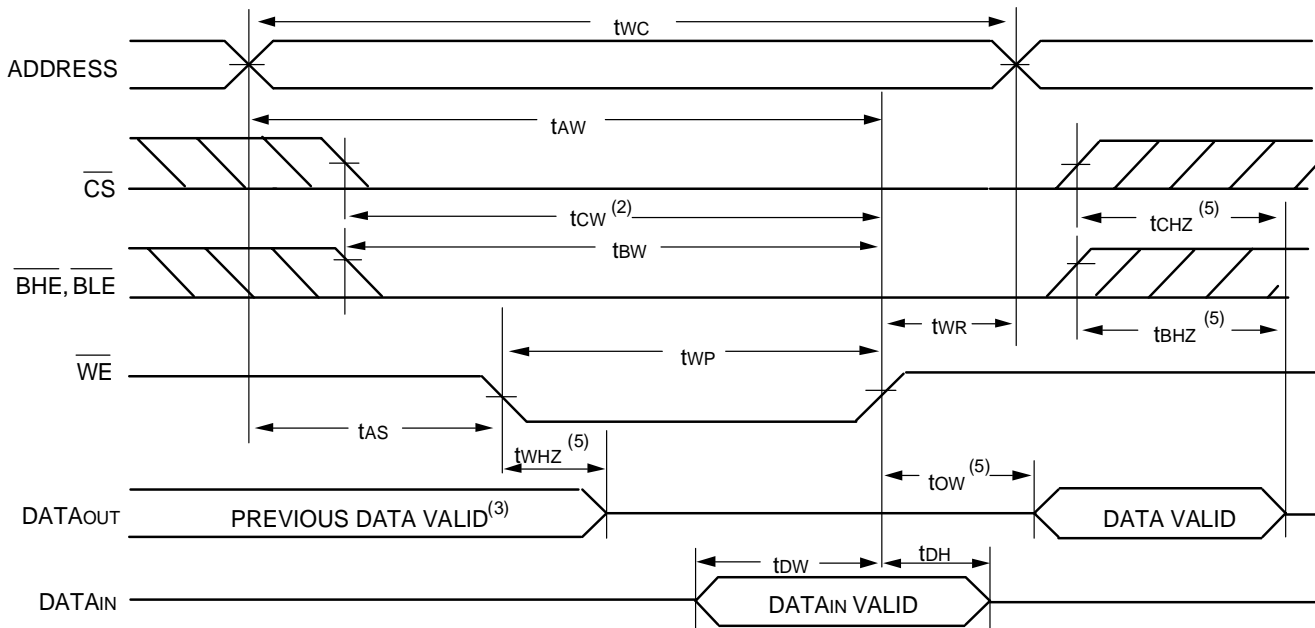 tWC
ADDRESS
tAW
CS
tCW (2)
tCHZ (5)
tBW
BHE, BLE
tWR
tBHZ (5)
tWP
WE
tAS
tWHZ (5)
tOW (5)
DATAOUT
PREVIOUS DATA VALID(3)
DATA VALID
tDW
tDH
DATAIN
DATAIN VALID